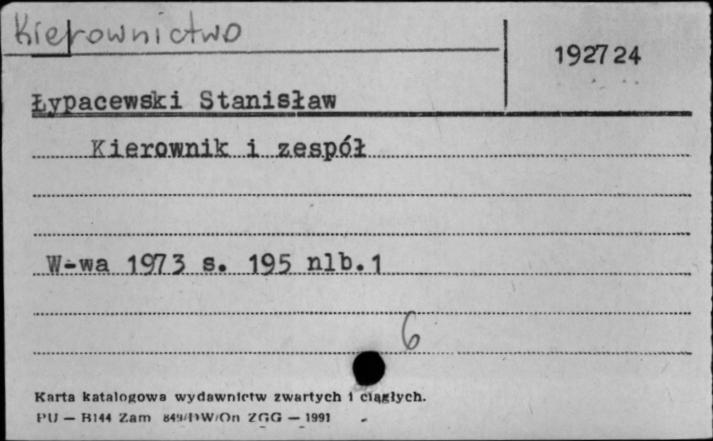 Kierownictwo
192724
Łypacewski Stanisław
Kierownik i zespół
W-wa 1973 s. 195 nlb.1
6
Karta katalogowa wydawnictw zwartych i ciągłych.
PU — B144 Zam 849/DW/On ZGG — 1991